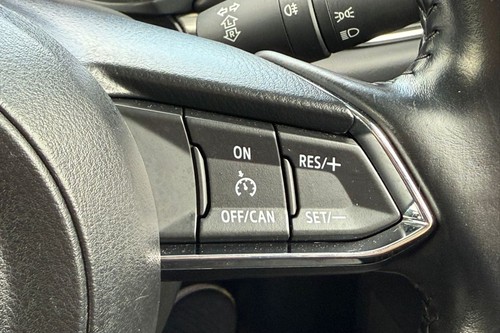 L
R
ON
RES/+
OFF/CAN
SET/−